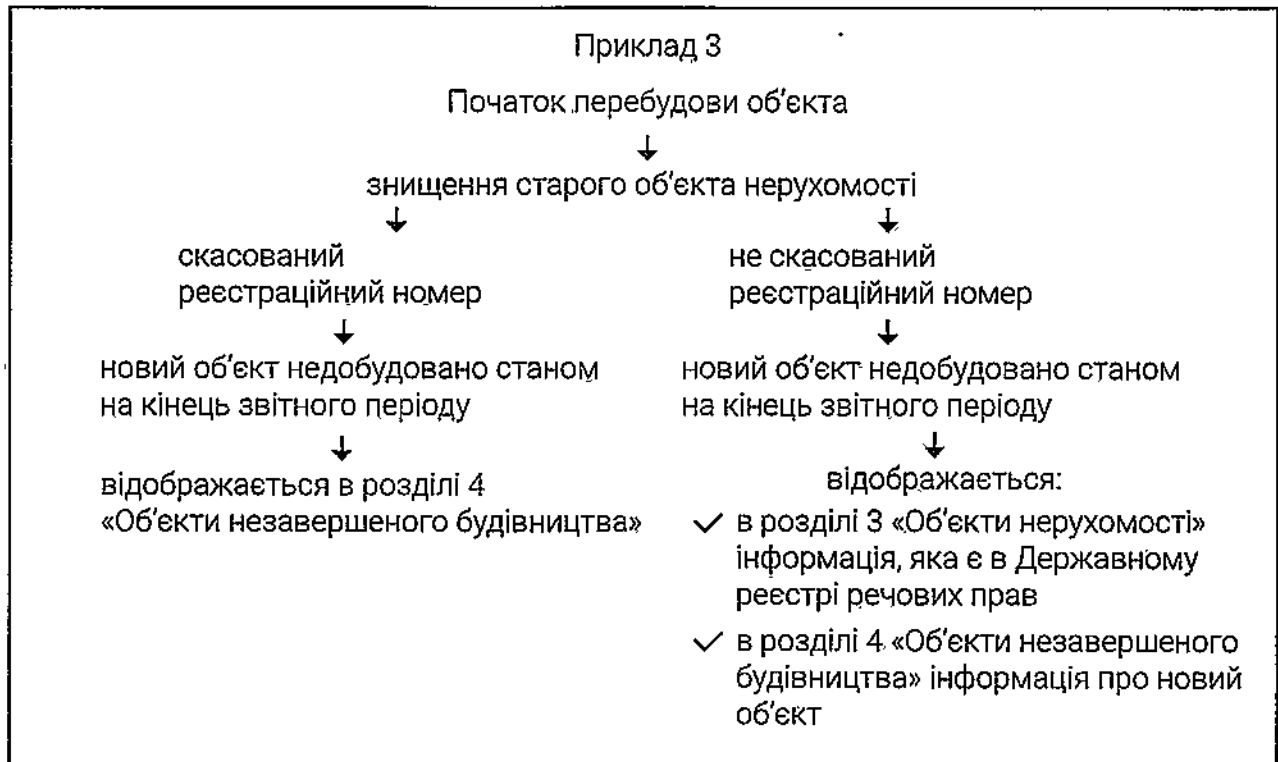 Приклад 3
Початок перебудови об'єкта
↓
знищення старого об'єкта нерухомості
↓ ↓
скасований
реєстраційний номер
↓
новий об'єкт недобудовано станом
на кінець звітного періоду
↓
відображається в розділі 4
«Об'єкти незавершеного будівництва»
не скасований
реєстраційний номер
↓
новий об'єкт недобудовано станом
на кінець звітного періоду
↓
відображається:
✓ в розділі 3 «Об'єкти нерухомості»
інформація, яка є в Державному
реєстрі речових прав
✓ в розділі 4 «Об'єкти незавершеного
будівництва» інформація про новий
об'єкт